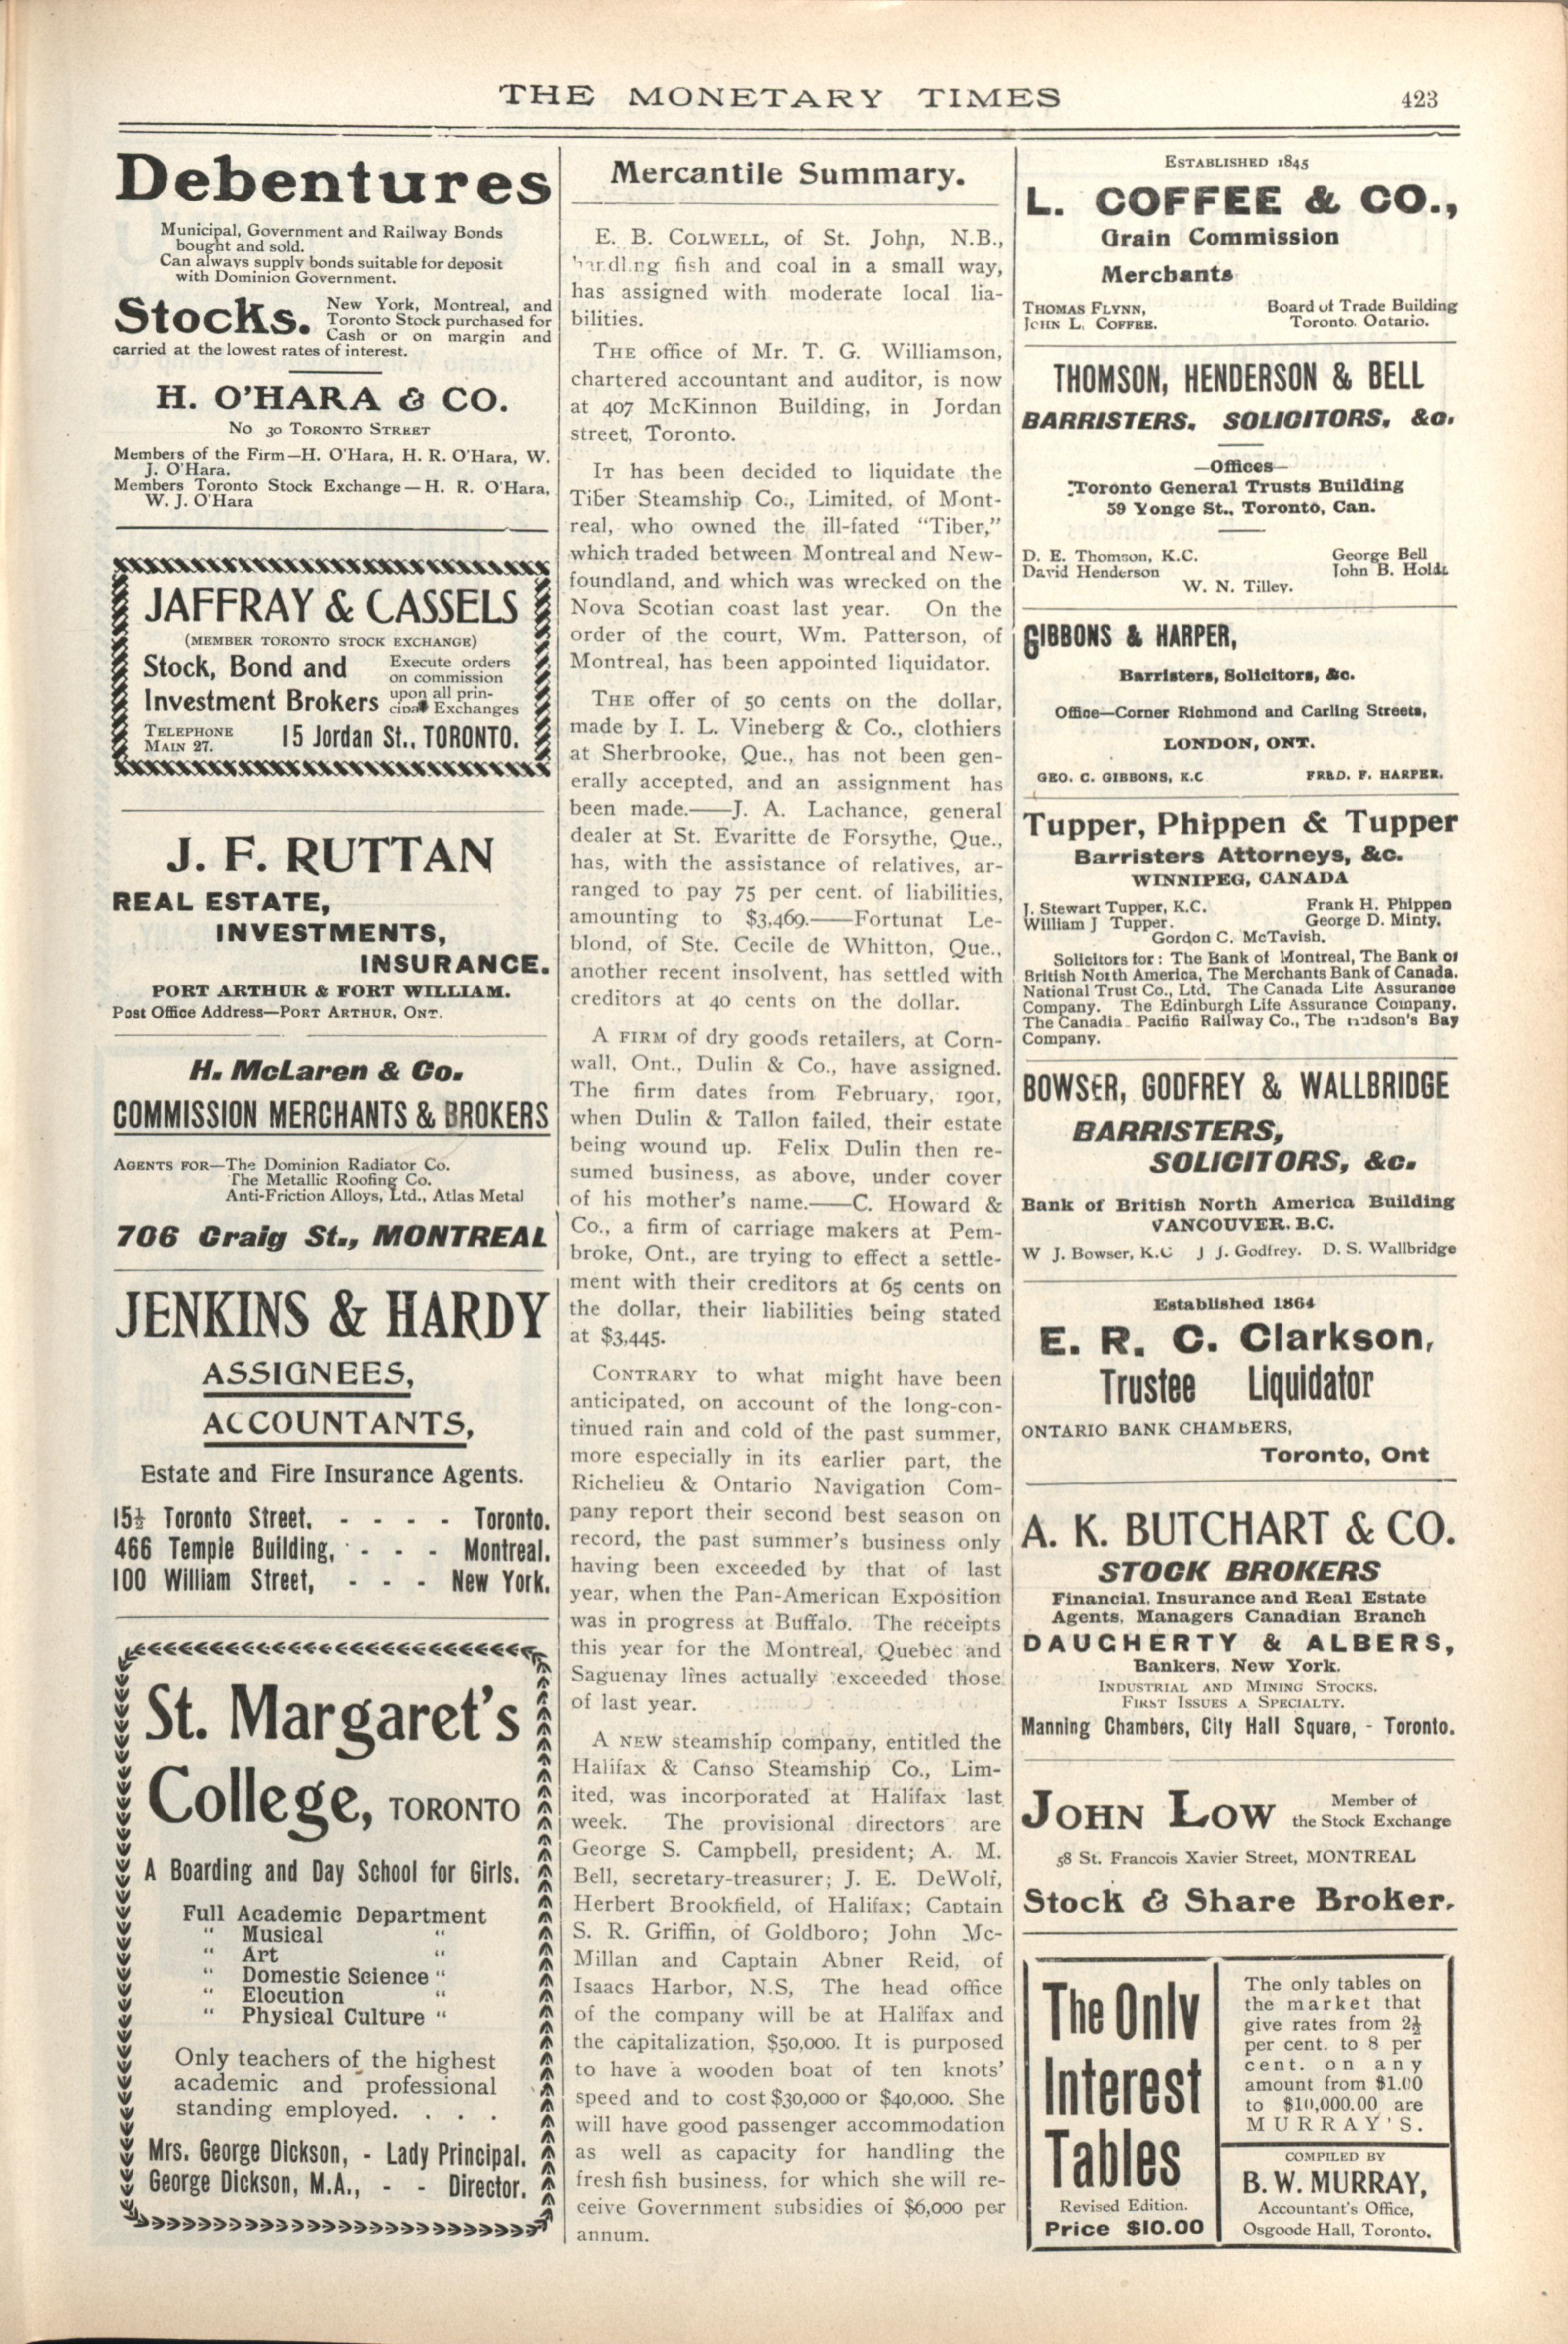 THE MONETARY TIMES 423
Debentures
Municipal, Government and Railway Bonds
bought and sold.
Can always supply bonds suitable for deposit
with Dominion Government.
Stocks.
New York, Montreal, and
Toronto Stock purchased for
Cash or on margin and
carried at the lowest rates of interest.
H. O'HARA & CO.
No 30 TORONTO STREET
Members of the Firm—H. O'Hara, H. R. O'Hara, W.
J. O'Hara.
Members Toronto Stock Exchange—H. R. O'Hara,
W. J. O'Hara
JAFFRAY & CASSELS
(MEMBER TORONTO STOCK EXCHANGE)
Stock, Bond and
Investment Brokers
Execute orders
on commission
upon all prin-
cipal Exchanges
TELEPHONE
MAIN 27.
15 Jordan St., TORONTO.
J. F. RUTTAN
REAL ESTATE,
INVESTMENTS,
INSURANCE.
PORT ARTHUR & FORT WILLIAM.
Post Office Address—PORT ARTHUR, ONT.
H. McLaren & Co.
COMMISSION MERCHANTS & BROKERS
AGENTS FOR—The Dominion Radiator Co.
The Metallic Roofing Co.
Anti-Friction Alloys, Ltd., Atlas Metal
706 Craig St., MONTREAL
JENKINS & HARDY
ASSIGNEES,
ACCOUNTANTS,
Estate and Fire Insurance Agents.
15½ Toronto Street. - - - - Toronto.
466 Temple Building, - - - Montreal.
100 William Street, - - - New York.
St. Margaret's
College, TORONTO
A Boarding and Day School for Girls.
Full Academic Department
" Musical "
" Art "
" Domestic Science "
" Elocution "
" Physical Culture "
Only teachers of the highest
academic and professional
standing employed. . . .
Mrs. George Dickson, - Lady Principal.
George Dickson, M.A., - - Director.
Mercantile Summary.
E. B. COLWELL, of St. John, N.B.,
handling fish and coal in a small way,
has assigned with moderate local lia-
bilities.
THE office of Mr. T. G. Williamson,
chartered accountant and auditor, is now
at 407 McKinnon Building, in Jordan
street, Toronto.
IT has been decided to liquidate the
Tiber Steamship Co., Limited, of Mont-
real, who owned the ill-fated "Tiber,"
which traded between Montreal and New-
foundland, and which was wrecked on the
Nova Scotian coast last year. On the
order of the court, Wm. Patterson, of
Montreal, has been appointed liquidator.
THE offer of 50 cents on the dollar,
made by I. L. Vineberg & Co., clothiers
at Sherbrooke, Que., has not been gen-
erally accepted, and an assignment has
been made.——J. A. Lachance, general
dealer at St. Evaritte de Forsythe, Que.,
has, with the assistance of relatives, ar-
ranged to pay 75 per cent. of liabilities,
amounting to $3,469.——Fortunat Le-
blond, of Ste. Cecile de Whitton, Que.,
another recent insolvent, has settled with
creditors at 40 cents on the dollar.
A FIRM of dry goods retailers, at Corn-
wall, Ont., Dulin & Co., have assigned.
The firm dates from February, 1901,
when Dulin & Tallon failed, their estate
being wound up. Felix Dulin then re-
sumed business, as above, under cover
of his mother's name.——C. Howard &
Co., a firm of carriage makers at Pem-
broke, Ont., are trying to effect a settle-
ment with their creditors at 65 cents on
the dollar, their liabilities being stated
at $3,445.
CONTRARY to what might have been
anticipated, on account of the long-con-
tinued rain and cold of the past summer,
more especially in its earlier part, the
Richelieu & Ontario Navigation Com-
pany report their second best season on
record, the past summer's business only
having been exceeded by that of last
year, when the Pan-American Exposition
was in progress at Buffalo. The receipts
this year for the Montreal, Quebec and
Saguenay lines actually exceeded those
of last year.
A NEW steamship company, entitled the
Halifax & Canso Steamship Co., Lim-
ited, was incorporated at Halifax last
week. The provisional directors are
George S. Campbell, president; A. M.
Bell, secretary-treasurer; J. E. DeWolf,
Herbert Brookfield, of Halifax; Captain
S. R. Griffin, of Goldboro; John Mc-
Millan and Captain Abner Reid, of
Isaacs Harbor, N.S, The head office
of the company will be at Halifax and
the capitalization, $50,000. It is purposed
to have a wooden boat of ten knots'
speed and to cost $30,000 or $40,000. She
will have good passenger accommodation
as well as capacity for handling the
fresh fish business, for which she will re-
ceive Government subsidies of $6,000 per
annum.
ESTABLISHED 1845
L. COFFEE & CO.,
Grain Commission
Merchants
THOMAS FLYNN,
JOHN L. COFFEE.
Board of Trade Building
Toronto. Ontario.
THOMSON, HENDERSON & BELL
BARRISTERS, SOLICITORS, &c.
—Offices—
Toronto General Trusts Building
59 Yonge St., Toronto, Can.
D. E. Thomson, K.C. George Bell
David Henderson John B. Holde
W. N. Tilley.
GIBBONS & HARPER,
Barristers, Solicitors, &c.
Office—Corner Richmond and Carling Streets,
LONDON, ONT.
GEO. C. GIBBONS, K.C FRED. F. HARPER.
Tupper, Phippen & Tupper
Barristers Attorneys, &c.
WINNIPEG, CANADA
J. Stewart Tupper, K.C. Frank H. Phippen
William J Tupper. George D. Minty.
Gordon C. McTavish.
Solicitors for: The Bank of Montreal, The Bank of
British North America, The Merchants Bank of Canada.
National Trust Co., Ltd. The Canada Life Assurance
Company. The Edinburgh Life Assurance Company.
The Canadia Pacific Railway Co., The Hudson's Bay
Company.
BOWSER, GODFREY & WALLBRIDGE
BARRISTERS,
SOLICITORS, &c.
Bank of British North America Building
VANCOUVER. B.C.
W J. Bowser, K.C J J. Godfrey. D. S. Wallbridge
Established 1864
E. R. C. Clarkson,
Trustee Liquidator
ONTARIO BANK CHAMBERS,
Toronto, Ont
A. K. BUTCHART & CO.
STOCK BROKERS
Financial, Insurance and Real Estate
Agents, Managers Canadian Branch
DAUGHERTY & ALBERS,
Bankers, New York.
INDUSTRIAL AND MINING STOCKS.
FIRST ISSUES A SPECIALTY.
Manning Chambers, City Hall Square, - Toronto.
JOHN LOW
Member of
the Stock Exchange
58 St. Francois Xavier Street, MONTREAL
Stock & Share Broker.
The Only
Interest
Tables
Revised Edition.
Price $10.00
The only tables on
the market that
give rates from 2½
per cent. to 8 per
cent. on any
amount from $1.00
to $10,000.00 are
MURRAY'S.
COMPILED BY
B. W. MURRAY,
Accountant's Office,
Osgoode Hall, Toronto.